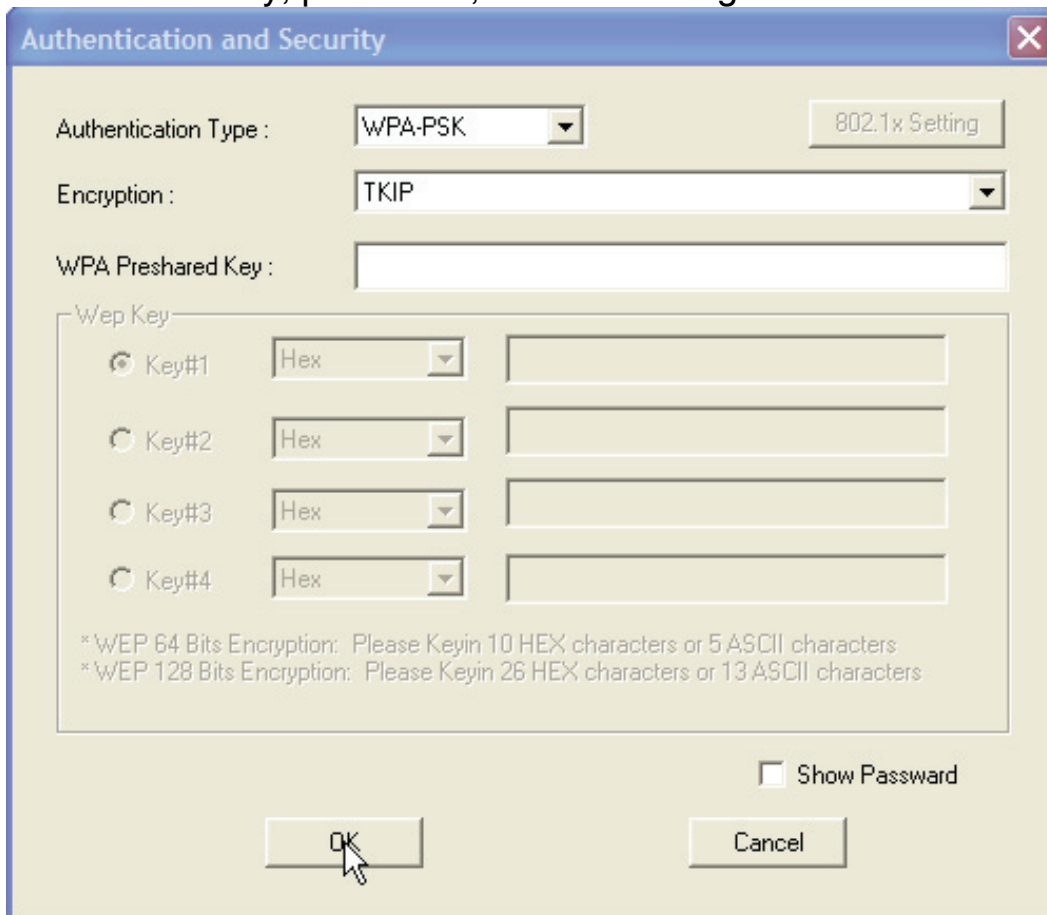 Authentication and Security
Authentication Type : WPA-PSK 802.1x Setting
Encryption : TKIP
WPA Preshared Key :
Wep Key
Key#1 Hex
Key#2 Hex
Key#3 Hex
Key#4 Hex
* WEP 64 Bits Encryption: Please Keyin 10 HEX characters or 5 ASCII characters
* WEP 128 Bits Encryption: Please Keyin 26 HEX characters or 13 ASCII characters
Show Passward
OK Cancel